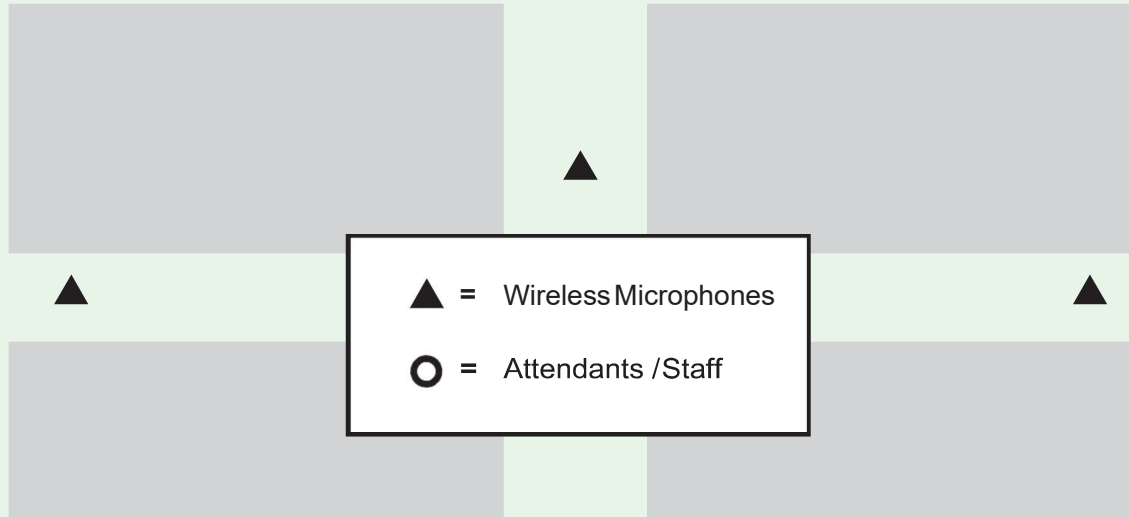 = Wireless Microphones
= Attendants / Staff